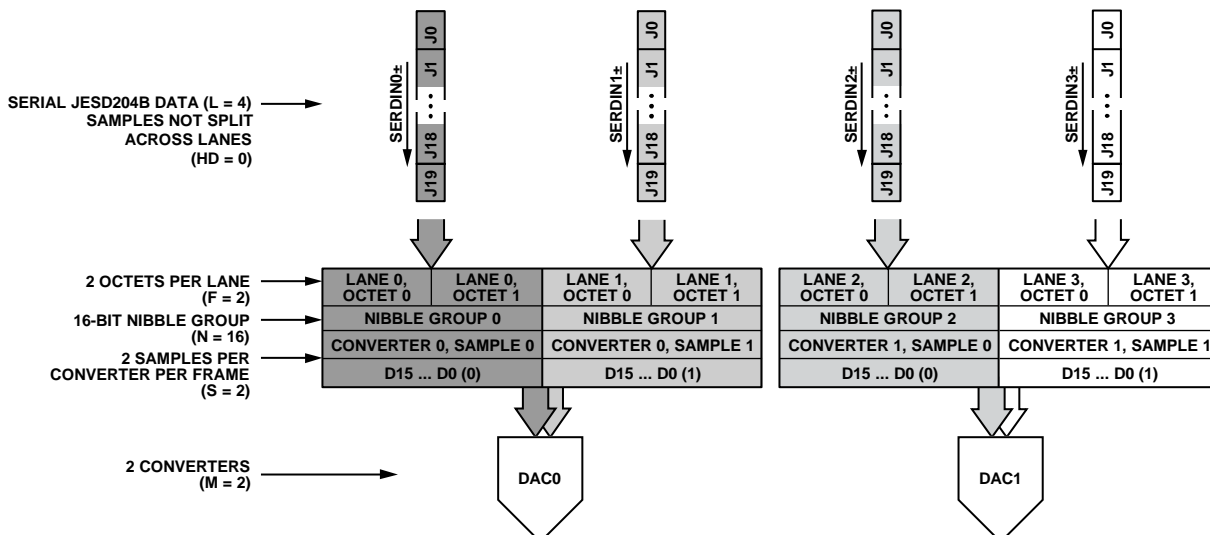 J0
J1
J18
J19
SERDIN0±
J0
J1
J18
J19
SERDIN1±
J0
J1
J18
J19
SERDIN2±
J0
J1
J18
J19
SERDIN3±
SERIAL JESD204B DATA (L = 4)
SAMPLES NOT SPLIT
ACROSS LANES
(HD = 0)
2 OCTETS PER LANE
(F = 2)
LANE 0,
OCTET 0
LANE 0,
OCTET 1
LANE 1,
OCTET 0
LANE 1,
OCTET 1
LANE 2,
OCTET 0
LANE 2,
OCTET 1
LANE 3,
OCTET 0
LANE 3,
OCTET 1
16-BIT NIBBLE GROUP
(N = 16)
NIBBLE GROUP 0
NIBBLE GROUP 1
NIBBLE GROUP 2
NIBBLE GROUP 3
2 SAMPLES PER
CONVERTER PER FRAME
(S = 2)
CONVERTER 0, SAMPLE 0
CONVERTER 0, SAMPLE 1
CONVERTER 1, SAMPLE 0
CONVERTER 1, SAMPLE 1
D15 ... D0 (0)
D15 ... D0 (1)
D15 ... D0 (0)
D15 ... D0 (1)
2 CONVERTERS
(M = 2)
DAC0
DAC1